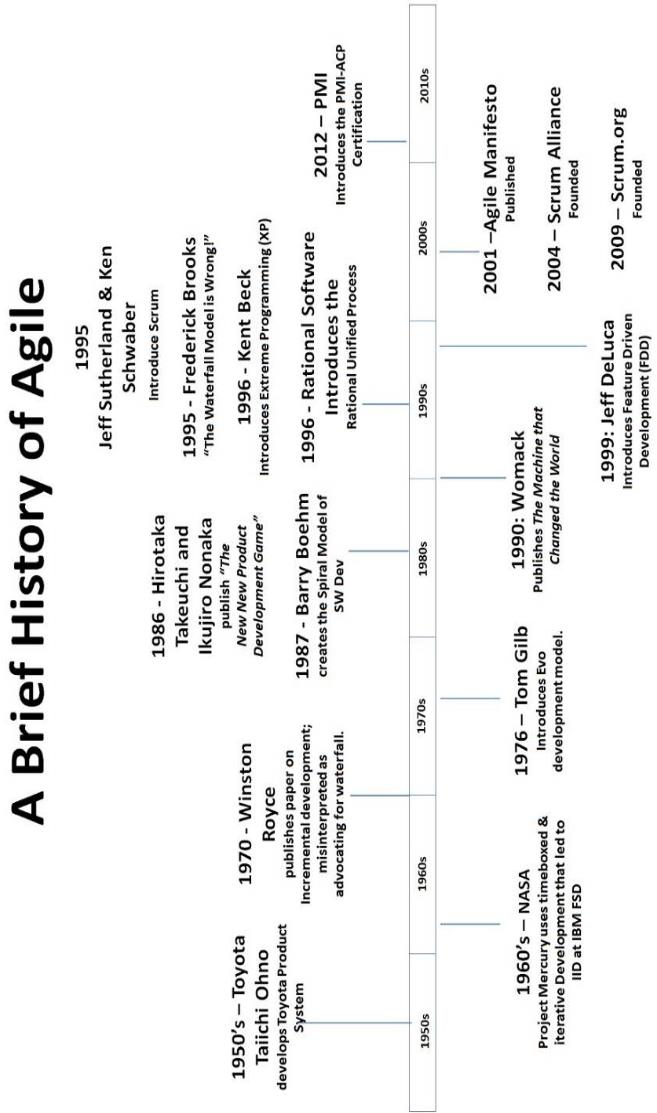 A Brief History of Agile
1950's – Toyota
Taiichi Ohno
develops Toyota Product
System
1970 - Winston
Royce
publishes paper on
Incremental development;
misinterpreted as
advocating for waterfall.
1986 - Hirotaka
Takeuchi and
Ikujiro Nonaka
publish "The
New New Product
Development Game"
1987 - Barry Boehm
creates the Spiral Model of
SW Dev
1995
Jeff Sutherland & Ken
Schwaber
Introduce Scrum
1995 - Frederick Brooks
"The Waterfall Model is Wrong!"
1996 - Kent Beck
Introduces Extreme Programming (XP)
1996 - Rational Software
Introduces the
Rational Unified Process
2012 – PMI
Introduces the PMI-ACP
Certification
1950s
1960s
1970s
1980s
1990s
2000s
2010s
1960's – NASA
Project Mercury uses timeboxed &
iterative Development that led to
IID at IBM FSD
1976 – Tom Gilb
Introduces Evo
development model.
1990: Womack
Publishes The Machine that
Changed the World
1999: Jeff DeLuca
Introduces Feature Driven
Development (FDD)
2001 –Agile Manifesto
Published
2004 – Scrum Alliance
Founded
2009 – Scrum.org
Founded